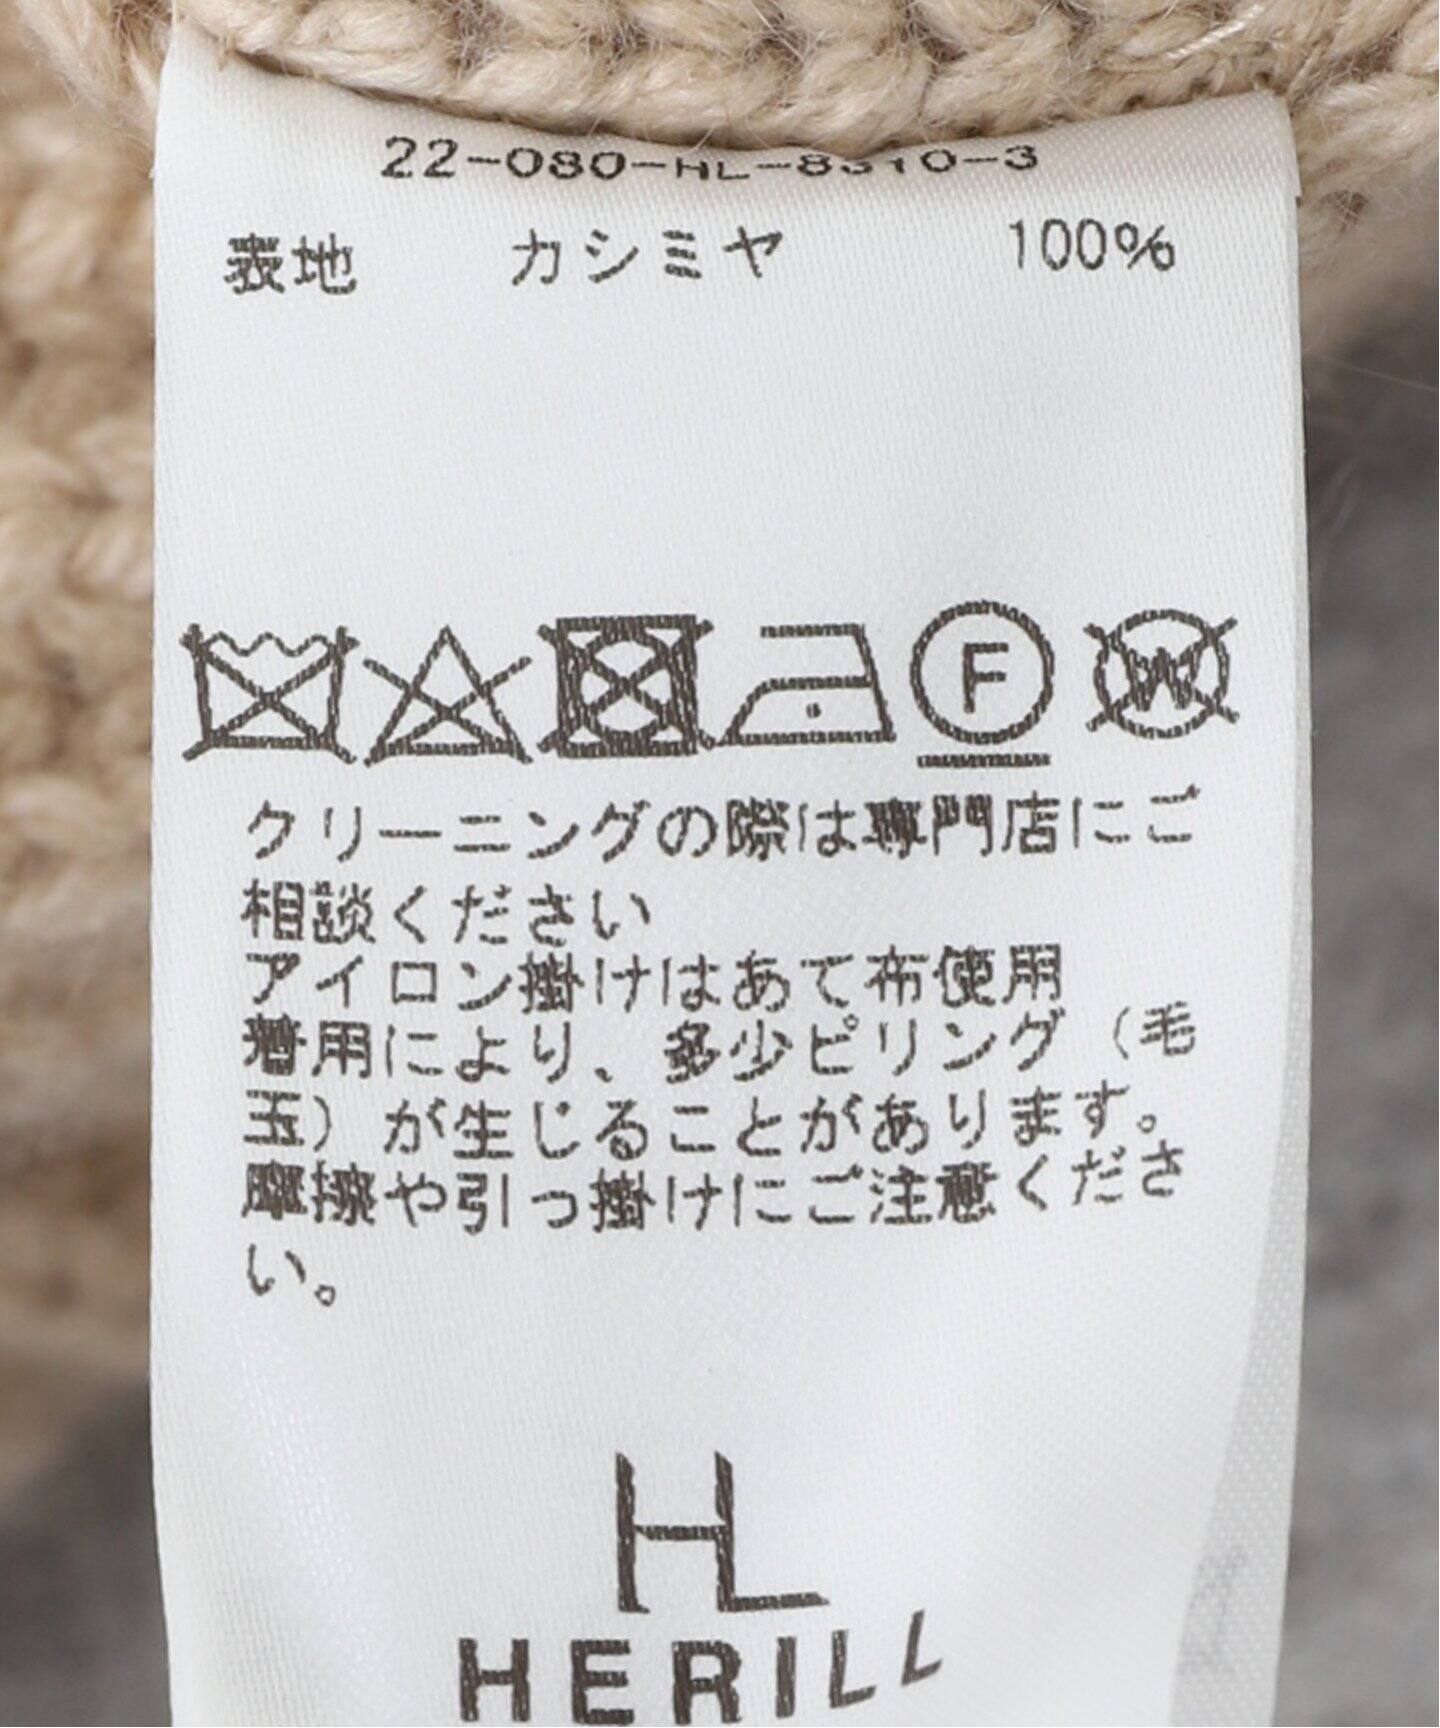 22-080-HL-8310-3
表地 カシミヤ 100%
F W
クリーニングの際は専門店にご
相談ください
アイロン掛けはあて布使用
着用により、多少ピリング（毛
玉）が生じることがあります。
摩擦や引っ掛けにご注意くださ
い。
HL
HERILL